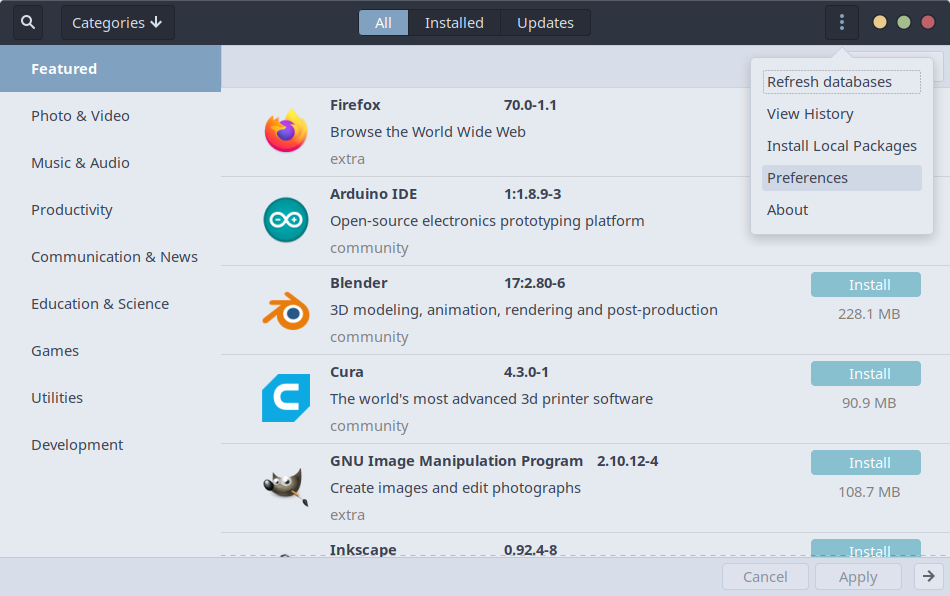 Categories
All
Installed
Updates
Featured
Photo & Video
Music & Audio
Productivity
Communication & News
Education & Science
Games
Utilities
Development
Firefox 70.0-1.1
Browse the World Wide Web
extra
Arduino IDE 1:1.8.9-3
Open-source electronics prototyping platform
community
Blender 17:2.80-6
3D modeling, animation, rendering and post-production
community
Install
228.1 MB
Cura 4.3.0-1
The world's most advanced 3d printer software
community
Install
90.9 MB
GNU Image Manipulation Program 2.10.12-4
Create images and edit photographs
extra
Install
108.7 MB
Inkscape 0.92.4-8
Install
Refresh databases
View History
Install Local Packages
Preferences
About
Cancel
Apply